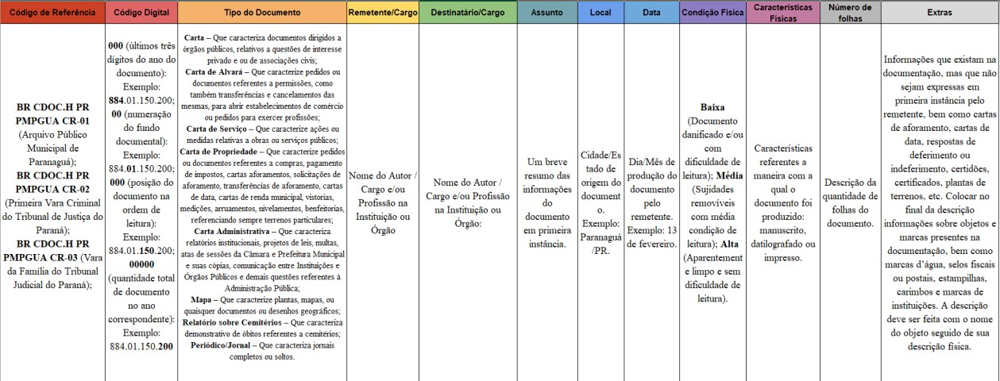 Código de Referência
Código Digital
Tipo do Documento
Remetente/Cargo
Destinatário/Cargo
Assunto
Local
Data
Condição Física
Características
Físicas
Número de
folhas
Extras
BR CDOC.H PR
PMPGUA CR-01
(Arquivo Público
Municipal de
Paranaguá);
BR CDOC.H PR
PMPGUA CR-02
(Primeira Vara Criminal
do Tribunal de Justiça do
Paraná);
BR CDOC.H PR
PMPGUA CR-03 (Vara
da Família do Tribunal
Judicial do Paraná);
000 (últimos três
dígitos do ano do
documento):
Exemplo:
884.01.150.200;
00 (numeração
do fundo
documental):
Exemplo:
884.01.150.200;
000 (posição do
documento na
ordem de
leitura):
Exemplo:
884.01.150.200;
00000
(quantidade total
de documento
no ano
correspondente):
Exemplo:
884.01.150.200
Carta – Que caracteriza documentos dirigidos a
órgãos públicos, relativos a questões de interesse
privado e ou de associações civis;
Carta de Alvará – Que caracterize pedidos ou
documentos referentes a permissões, como
também transferências e cancelamentos das
mesmas, para abrir estabelecimentos de comércio
ou pedidos para exercer profissões;
Carta de Serviço – Que caracterize ações ou
medidas relativas a obras ou serviços públicos;
Carta de Propriedade – Que caracterize pedidos
ou documentos referentes a compras, pagamento
de impostos, cartas aforamentos, solicitações de
aforamento, transferências de aforamento, cartas
de data, cartas de renda municipal, vistorias,
medições, arruamentos, nivelamentos, benfeitorias,
referenciando sempre terrenos particulares;
Carta Administrativa – Que caracteriza
relatórios institucionais, projetos de leis, multas,
atas de sessões da Câmara e Prefeitura Municipal
e suas cópias, comunicação entre Instituições e
Órgãos Públicos e demais questões referentes à
Administração Pública;
Mapa – Que caracterize plantas, mapas, ou
quaisquer documentos ou desenhos geográficos;
Relatório sobre Cemitérios – Que caracteriza
demonstrativo de óbitos referentes a cemitérios;
Periódico/Jornal – Que caracteriza jornais
completos ou soltos.
Nome do Autor /
Cargo e/ou
Profissão na
Instituição ou
Órgão
Nome do Autor /
Cargo e/ou Profissão
na Instituição ou
Órgão:
Um breve
resumo das
informações
do
documento
em primeira
instância.
Cidade/Es
tado de
origem do
document
o.
Exemplo:
Paranaguá
/PR.
Dia/Mês de
produção do
documento
pelo
remetente.
Exemplo: 13
de fevereiro.
Baixa
(Documento
danificado e/ou
com
dificuldade de
leitura); Média
(Sujidades
removíveis
com média
condição de
leitura); Alta
(Aparentement
e limpo e sem
dificuldade de
leitura).
Características
referentes a
maneira com a
qual o
documento foi
produzido:
manuscrito,
datilografado ou
impresso.
Descrição da
quantidade de
folhas do
documento.
Informações que existam na
documentação, mas que não
sejam expressas em
primeira instância pelo
remetente, bem como cartas
de aforamento, cartas de
data, respostas de
deferimento ou
indeferimento, certidões,
certificados, plantas de
terrenos, etc. Colocar no
final da descrição
informações sobre objetos e
marcas presentes na
documentação, bem como
marcas d’água, selos fiscais
ou postais, estampilhas,
carimbos e marcas de
instituições. A descrição
deve ser feita com o nome
do objeto seguido de sua
descrição física.